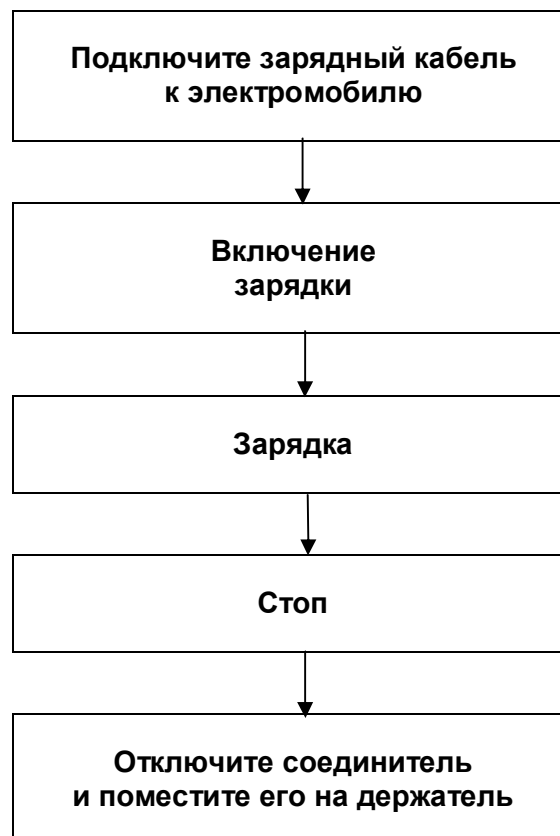 Подключите зарядный кабель
к электромобилю
Включение
зарядки
Зарядка
Стоп
Отключите соединитель
и поместите его на держатель